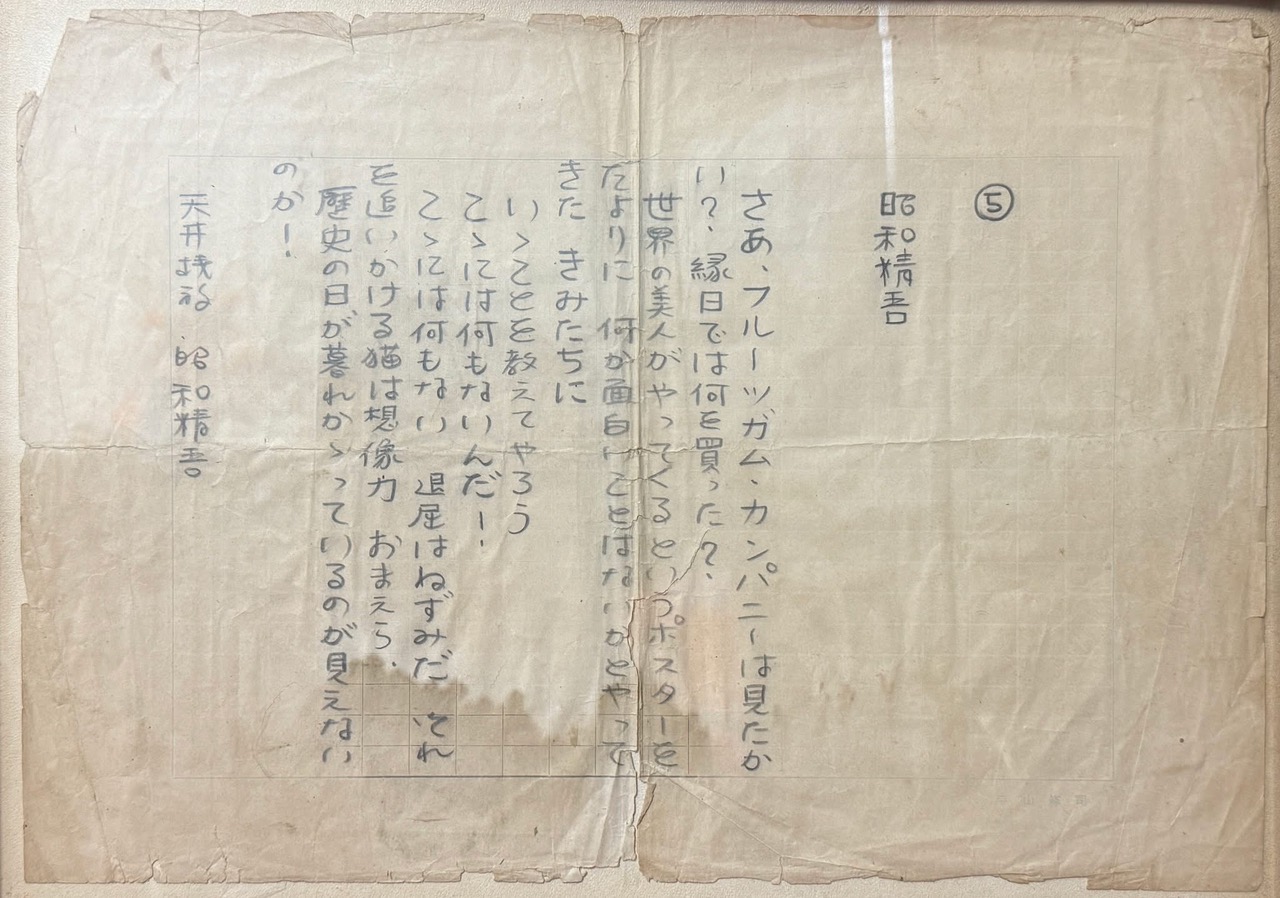 ⑤
昭和精吾
さあ、フルーツガム・カンパニーは見たか
い？、縁日では何を買った？、
世界の美人がやってくるというポスターを
たよりに　何か面白いことはないかとやって
きた　きみたちに
いゝことを教えてやろう
こゝには何もないんだー！
こゝには何もない　退屈はねずみだ　それ
を追いかける猫は想像力　おまえら、
歴史の日が暮れかゝっているのが見えない
のか！
天井桟敷　昭和精吾